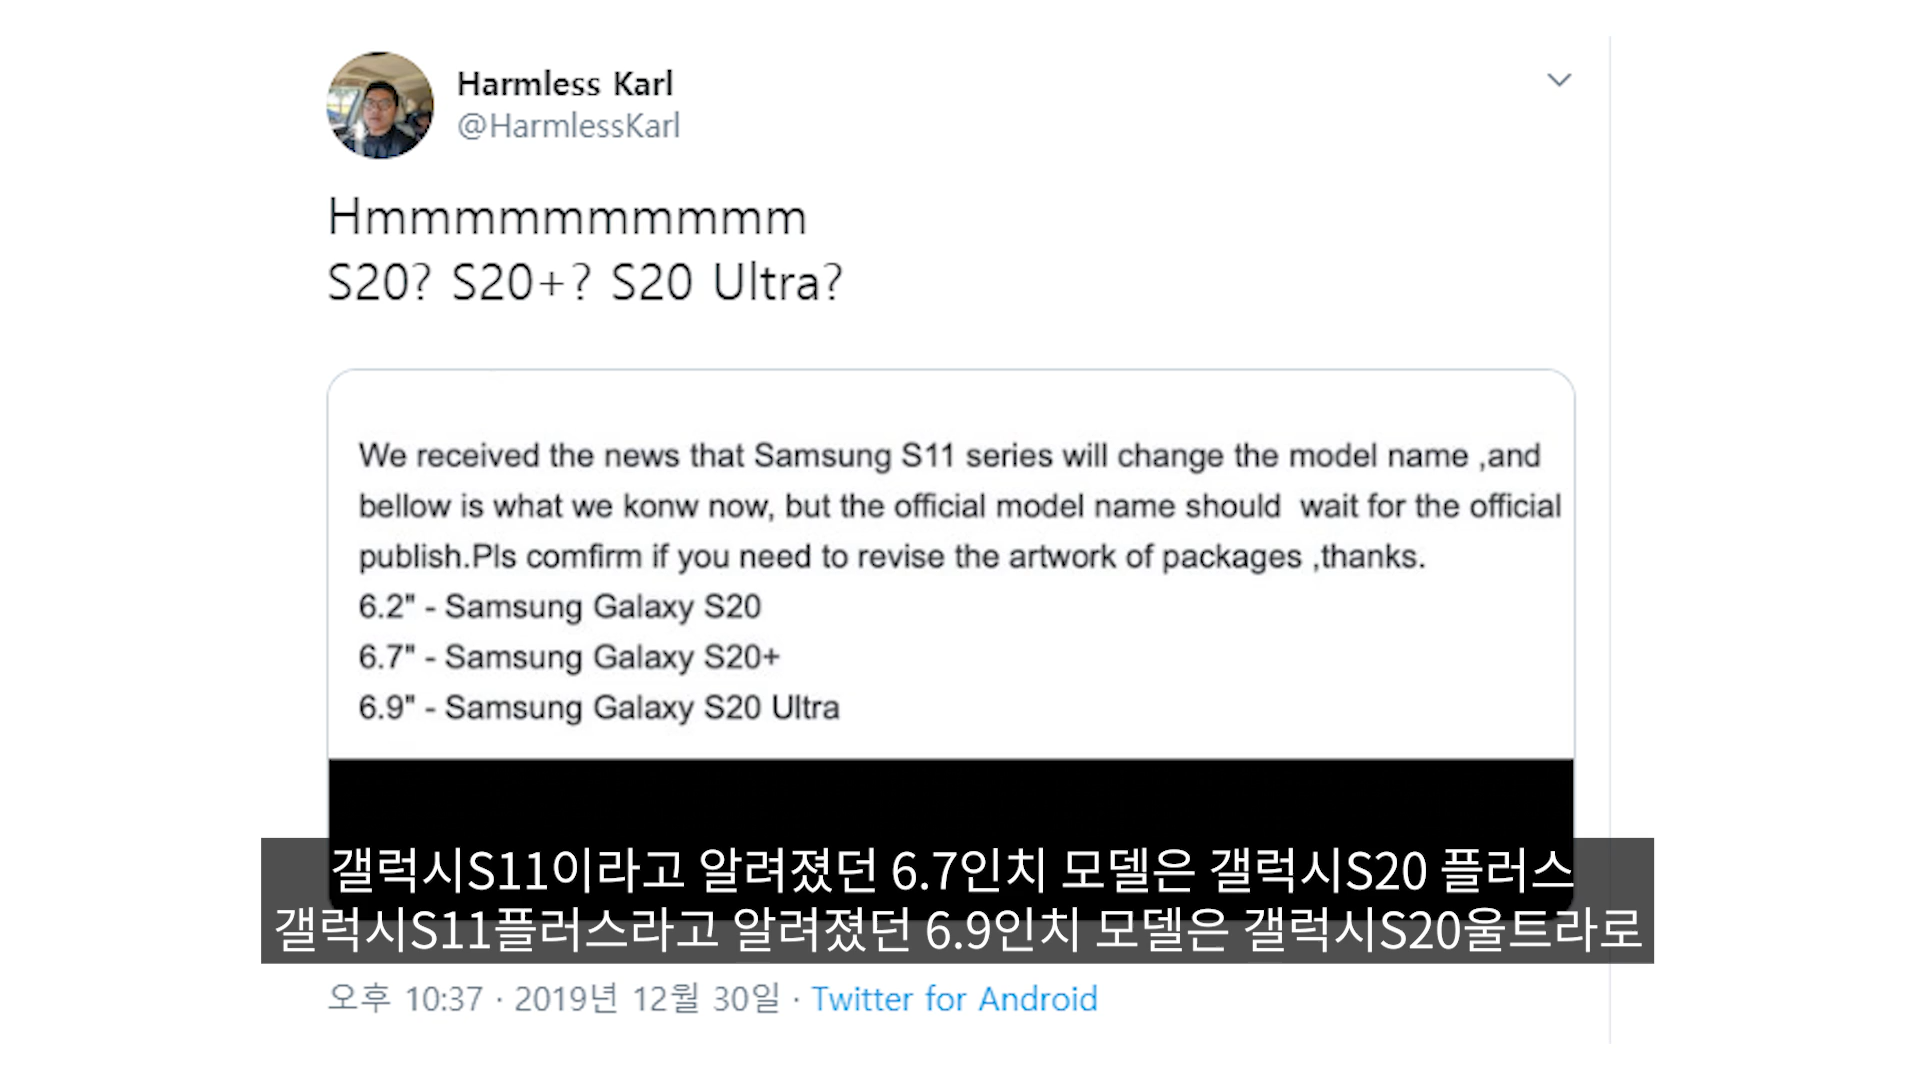 Harmless Karl
@HarmlessKarl
Hmmmmmmmmmmm
S20? S20+? S20 Ultra?
We received the news that Samsung S11 series will change the model name ,and
bellow is what we konw now, but the official model name should  wait for the official
publish.Pls comfirm if you need to revise the artwork of packages ,thanks.
6.2" - Samsung Galaxy S20
6.7" - Samsung Galaxy S20+
6.9" - Samsung Galaxy S20 Ultra
갤럭시S11이라고 알려졌던 6.7인치 모델은 갤럭시S20 플러스
갤럭시S11플러스라고 알려졌던 6.9인치 모델은 갤럭시S20울트라로
오후 10:37 · 2019년 12월 30일 · Twitter for Android